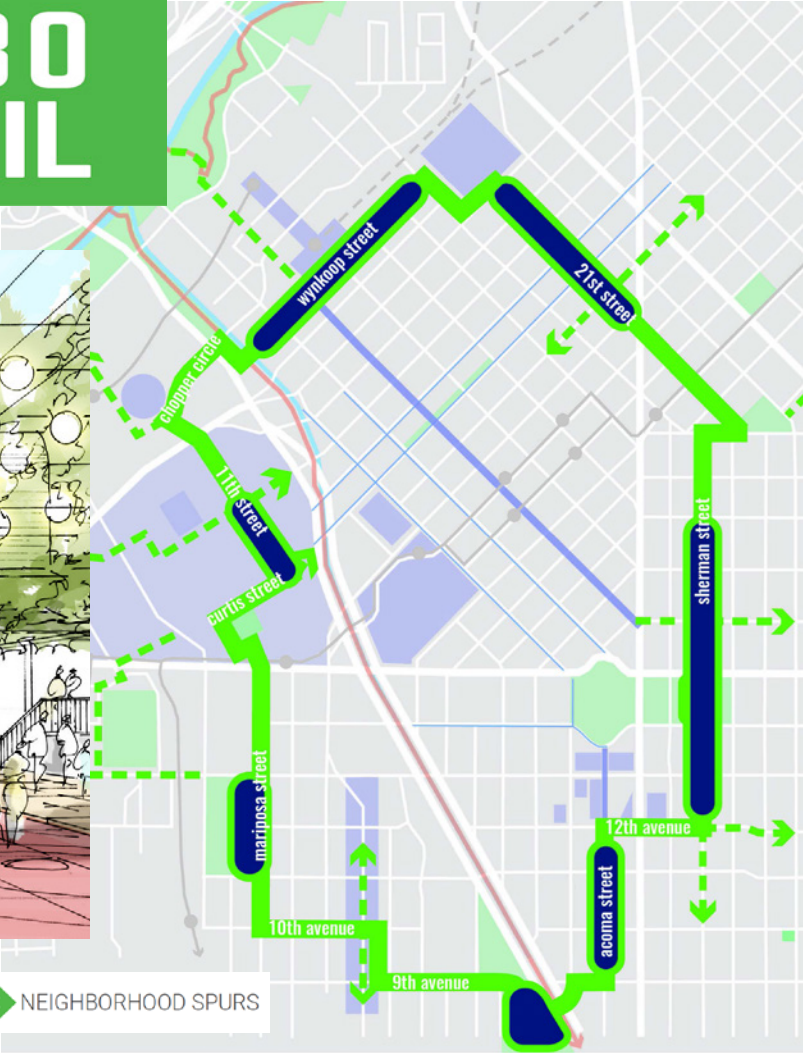 30
IL
wynkoop street
21st street
chopper circle
11th street
curtis street
sherman street
mariposa street
12th avenue
acoma street
10th avenue
9th avenue
NEIGHBORHOOD SPURS